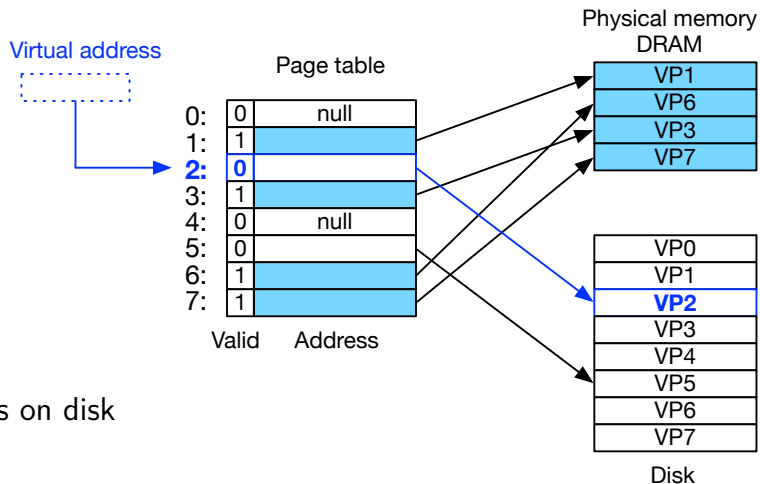 Physical memory
DRAM
Virtual address
Page table
VP1
VP6
VP3
VP7
0: 0 null
1: 1
2: 0
3: 1
4: 0 null
5: 0
6: 1
7: 1
Valid Address
VP0
VP1
VP2
VP3
VP4
VP5
VP6
VP7
Disk
s on disk